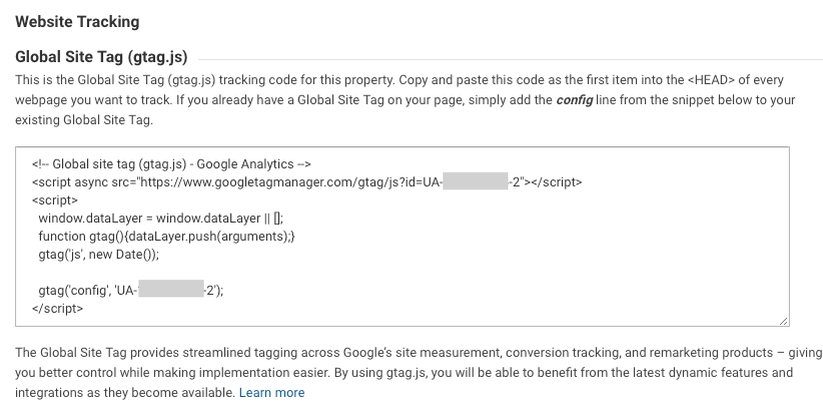 Website Tracking
Global Site Tag (gtag.js)
This is the Global Site Tag (gtag.js) tracking code for this property. Copy and paste this code as the first item into the <HEAD> of every
webpage you want to track. If you already have a Global Site Tag on your page, simply add the config line from the snippet below to your
existing Global Site Tag.
<!-- Global site tag (gtag.js) - Google Analytics -->
<script async src="https://www.googletagmanager.com/gtag/js?id=UA- -2"></script>
<script>
window.dataLayer = window.dataLayer || [];
function gtag(){dataLayer.push(arguments);}
gtag('js', new Date());
gtag('config', 'UA- -2');
</script>
The Global Site Tag provides streamlined tagging across Google's site measurement, conversion tracking, and remarketing products – giving
you better control while making implementation easier. By using gtag.js, you will be able to benefit from the latest dynamic features and
integrations as they become available. Learn more